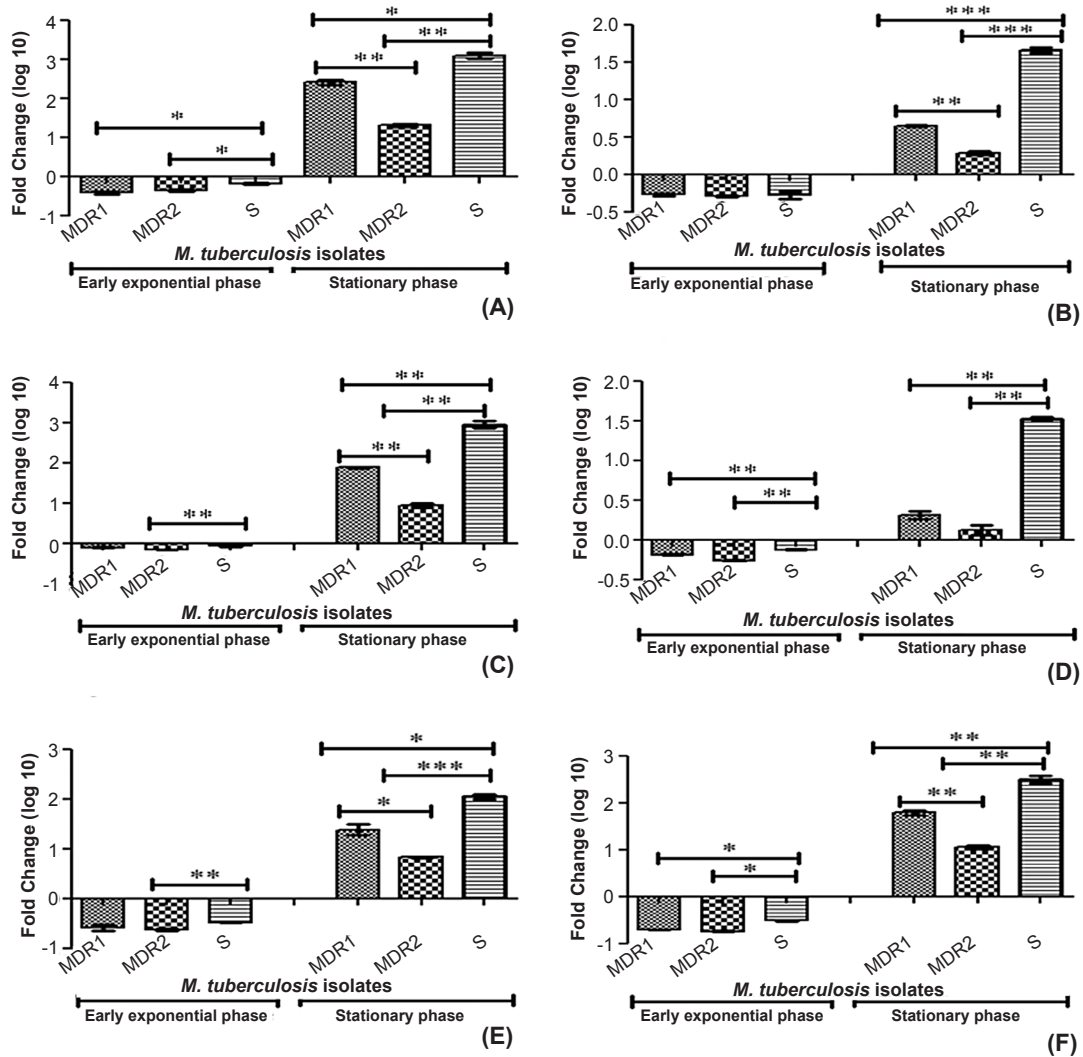 Fold Change (log 10)
4
3
2
1
0
-1
*
*
**
**
*
MDR1 MDR2 S MDR1 MDR2 S
M. tuberculosis isolates
Early exponential phase Stationary phase
(A)
Fold Change (log 10)
2.0
1.5
1.0
0.5
0.0
-0.5
***
***
**
MDR1 MDR2 S MDR1 MDR2 S
M. tuberculosis isolates
Early exponential phase Stationary phase
(B)
Fold Change (log 10)
4
3
2
1
0
-1
**
**
**
**
MDR1 MDR2 S MDR1 MDR2 S
M. tuberculosis isolates
Early exponential phase Stationary phase
(C)
Fold Change (log 10)
2.0
1.5
1.0
0.5
0.0
-0.5
**
**
**
**
MDR1 MDR2 S MDR1 MDR2 S
M. tuberculosis isolates
Early exponential phase Stationary phase
(D)
Fold Change (log 10)
3
2
1
0
-1
**
*
***
*
MDR1 MDR2 S MDR1 MDR2 S
M. tuberculosis isolates
Early exponential phase Stationary phase
(E)
Fold Change (log 10)
3
2
1
0
-1
*
*
**
**
**
MDR1 MDR2 S MDR1 MDR2 S
M. tuberculosis isolates
Early exponential phase Stationary phase
(F)